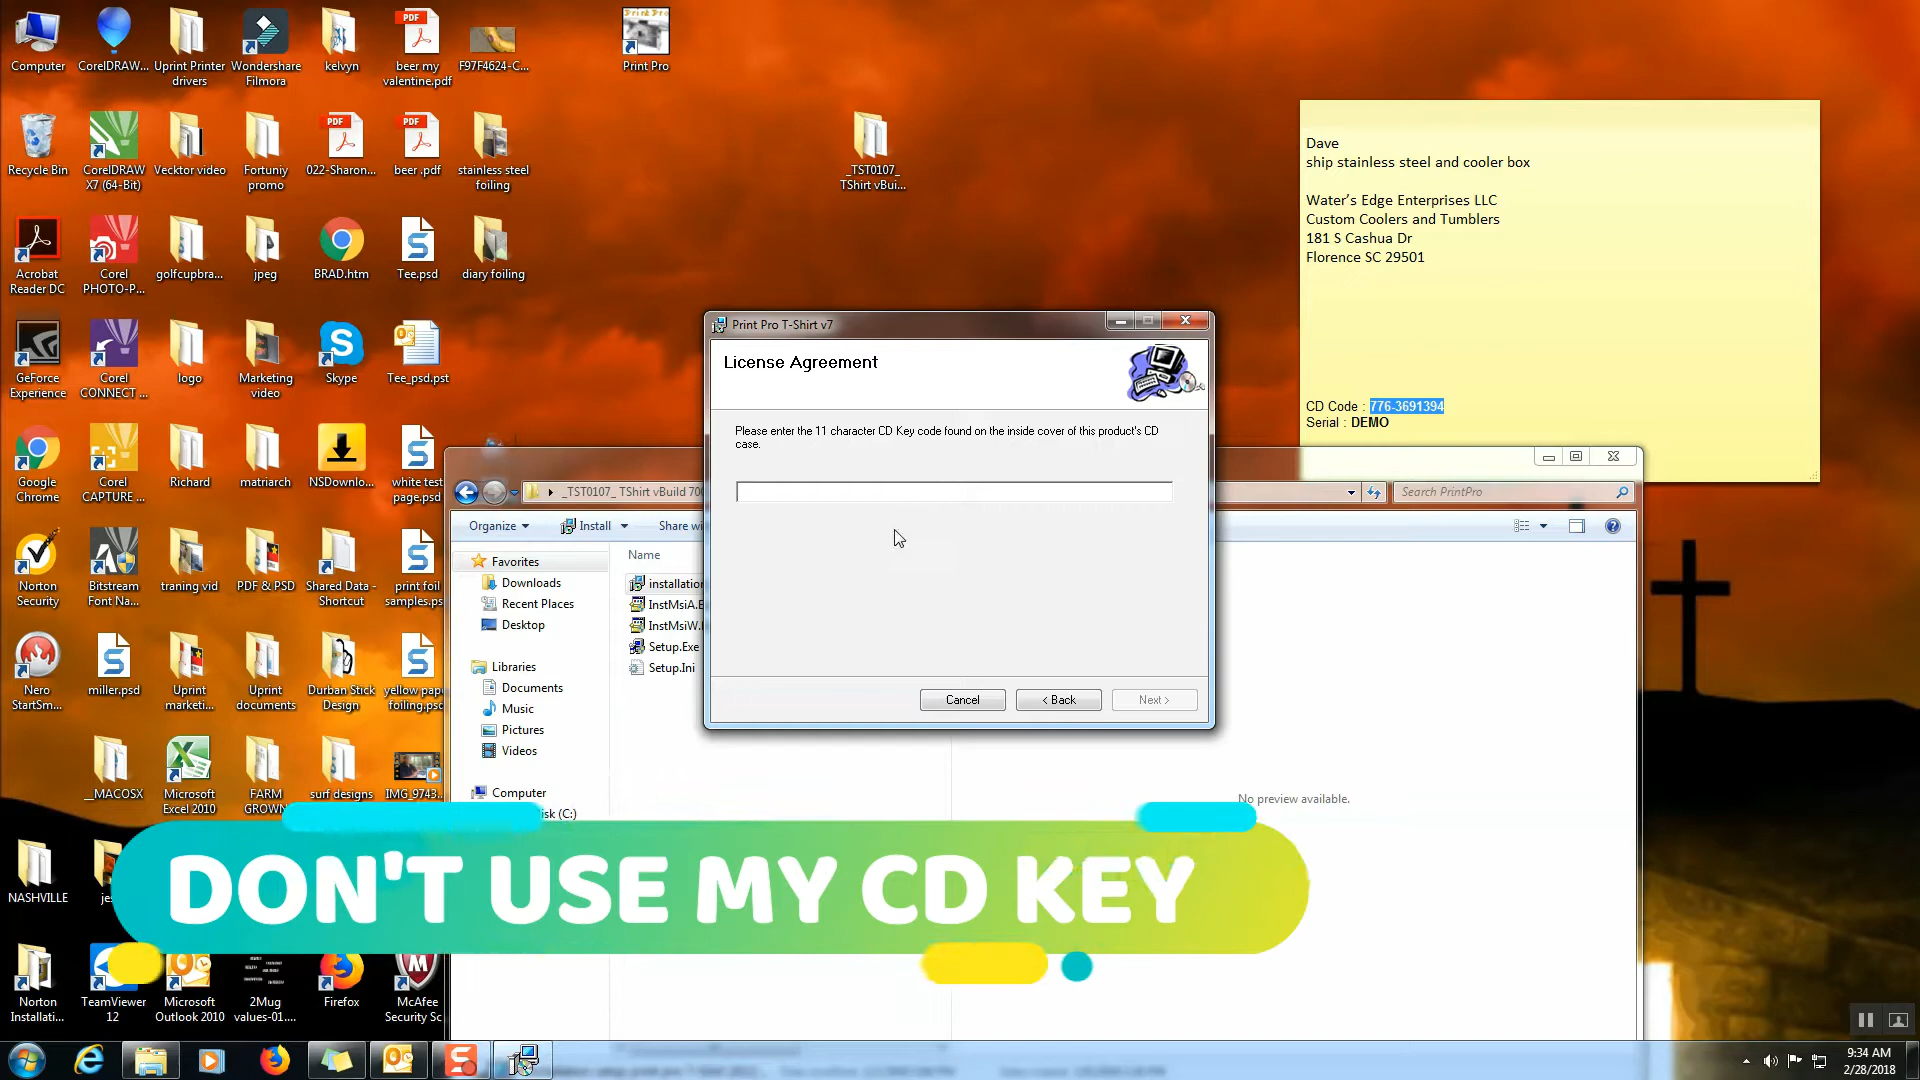 Computer
CorelDRAW...
Uprint Printer drivers
Wondershare Filmora
kelvyn
PDF
beer my valentine.pdf
F97F4624-C...
Print Pro
Print Pro
Recycle Bin
CorelDRAW X7 (64-Bit)
Vecktor video
Fortuniy promo
PDF
022-Sharon...
PDF
beer .pdf
stainless steel foiling
_TST0107_ TShirt vBui...
Acrobat Reader DC
Corel PHOTO-P...
golfcupbra...
jpeg
BRAD.htm
Tee.psd
diary foiling
GeForce Experience
Corel CONNECT ...
logo
Marketing video
Skype
Tee_psd.pst
Google Chrome
Corel CAPTURE ...
Richard
matriarch
NSDownlo...
white test page.psd
Norton Security
Bitstream Font Na...
traning vid
PDF & PSD
Shared Data - Shortcut
print foil samples.ps
Nero StartSm...
miller.psd
Uprint marketi...
Uprint documents
Durban Stick Design
yellow pap foiling.psd
__MACOSX
Microsoft Excel 2010
FARM GROWN
surf designs
IMG_9743...
NASHVILLE
jes
Norton Installati...
TeamViewer 12
Microsoft Outlook 2010
2Mug values-01....
Firefox
McAfee Security Sc
Dave
ship stainless steel and cooler box
Water's Edge Enterprises LLC
Custom Coolers and Tumblers
181 S Cashua Dr
Florence SC 29501
CD Code : 776-3691394
Serial : DEMO
Print Pro T-Shirt v7
License Agreement
Please enter the 11 character CD Key code found on the inside cover of this product's CD
case.
Cancel
< Back
Next >
_TST0107_ TShirt vBuild 700
Search PrintPro
Organize
Install
Share wi
Name
Favorites
Downloads
Recent Places
Desktop
Libraries
Documents
Music
Pictures
Videos
Computer
isk (C:)
installation
InstMsiA.E
InstMsiW.
Setup.Exe
Setup.Ini
No preview available.
DON'T USE MY CD KEY
9:34 AM
2/28/2018